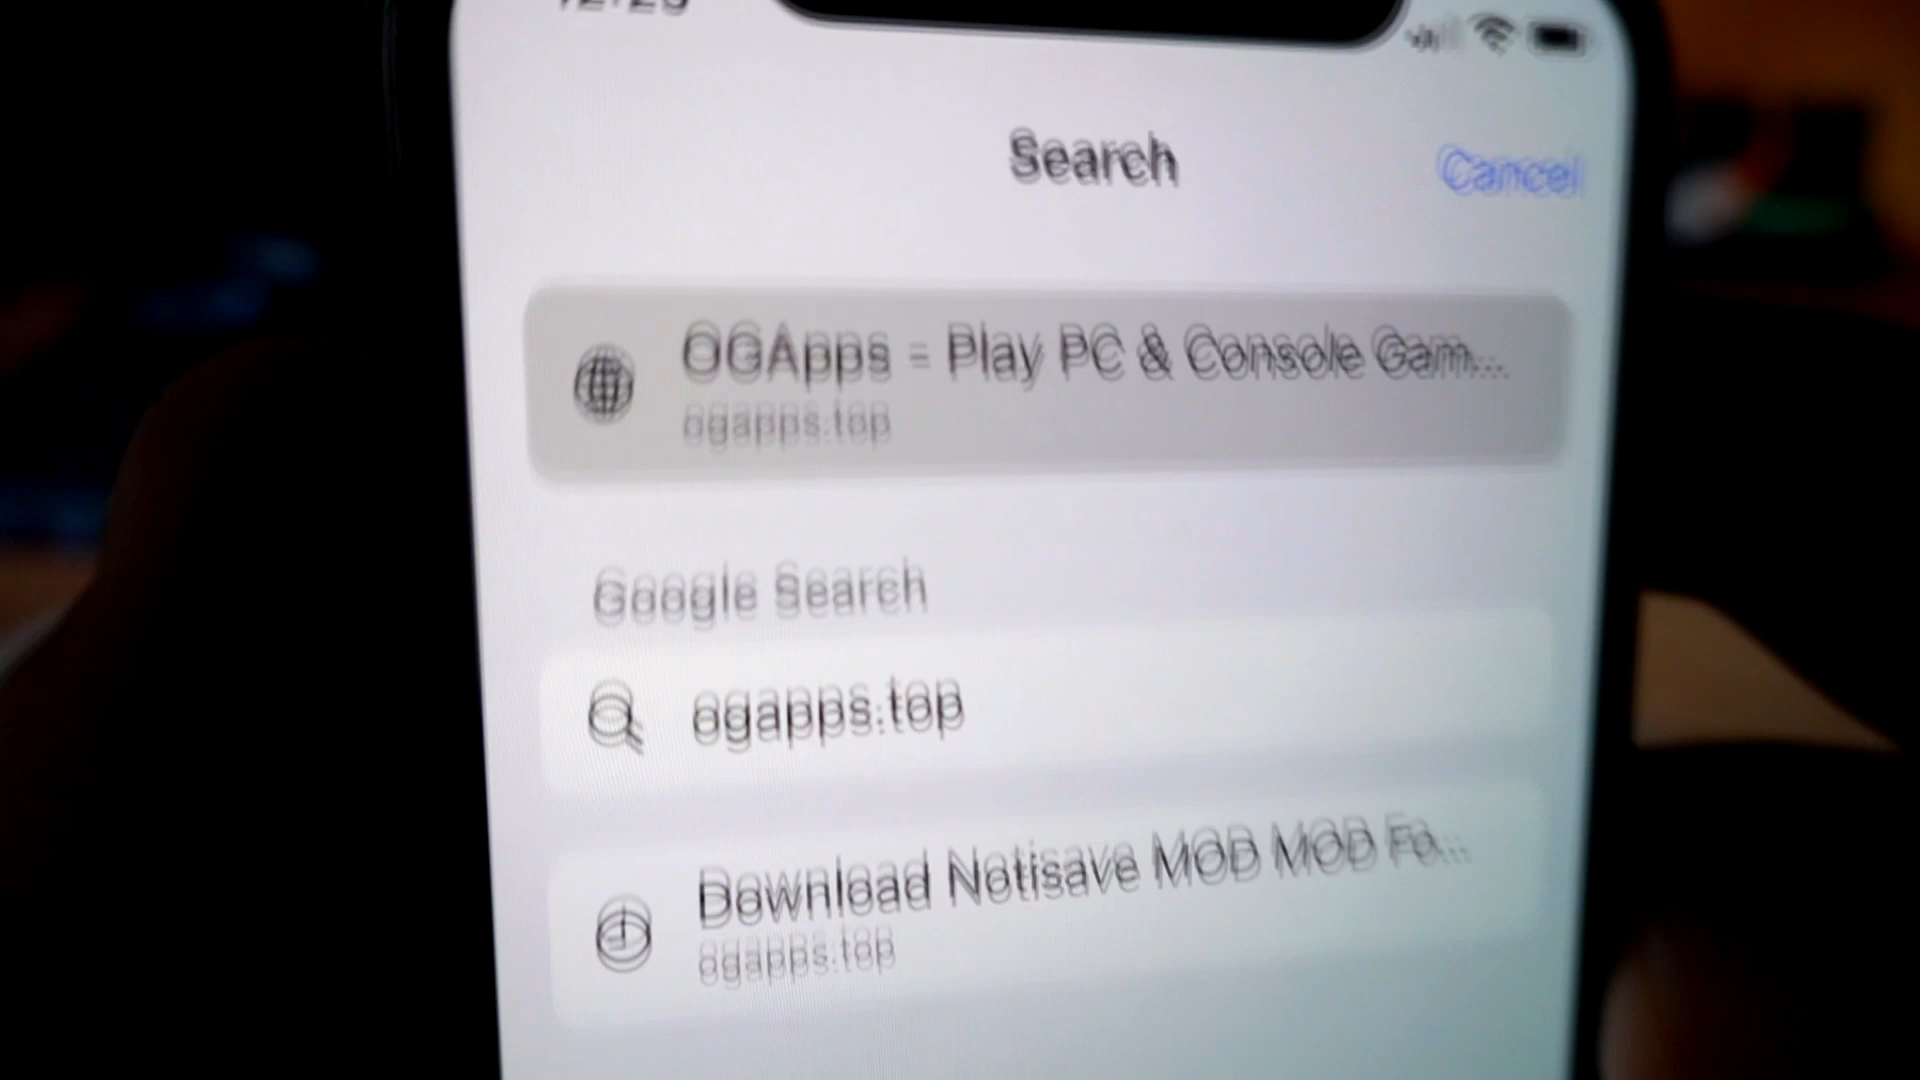 Search
Cancel
OGApps = Play PC & Console Gam...
ogapps.top
Google Search
ogapps.top
Download Notisave MOD MOD Fo...
ogapps.top